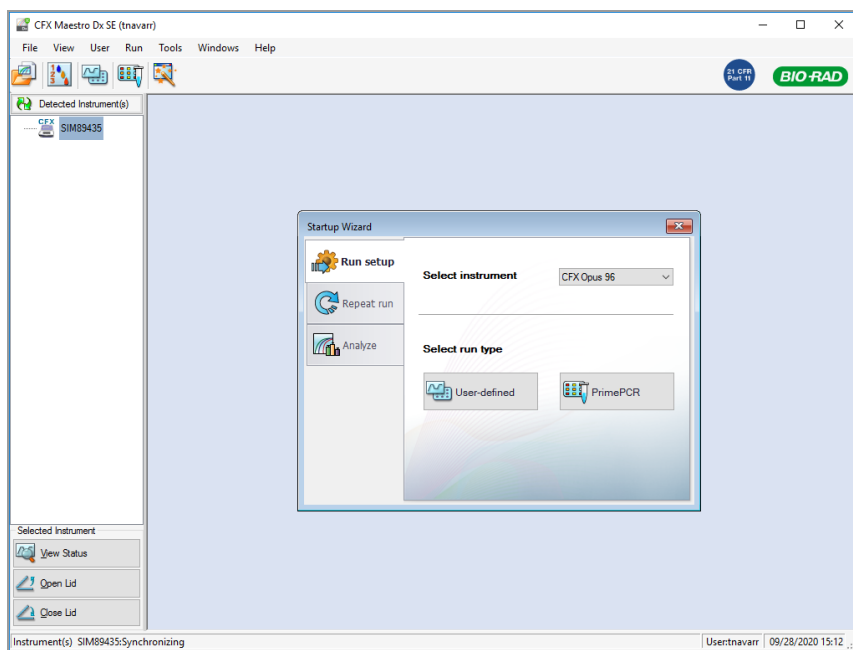 CFX Maestro Dx SE (tnavarr)
File View User Run Tools Windows Help
21 CFR
Part 11
BIO-RAD
Detected Instrument(s)
CFX
SIM89435
Startup Wizard
Run setup
Select instrument
CFX Opus 96
Repeat run
Analyze
Select run type
User-defined
PrimePCR
Selected Instrument
View Status
Open Lid
Close Lid
Instrument(s) SIM89435:Synchronizing
User:tnavarr
09/28/2020 15:12